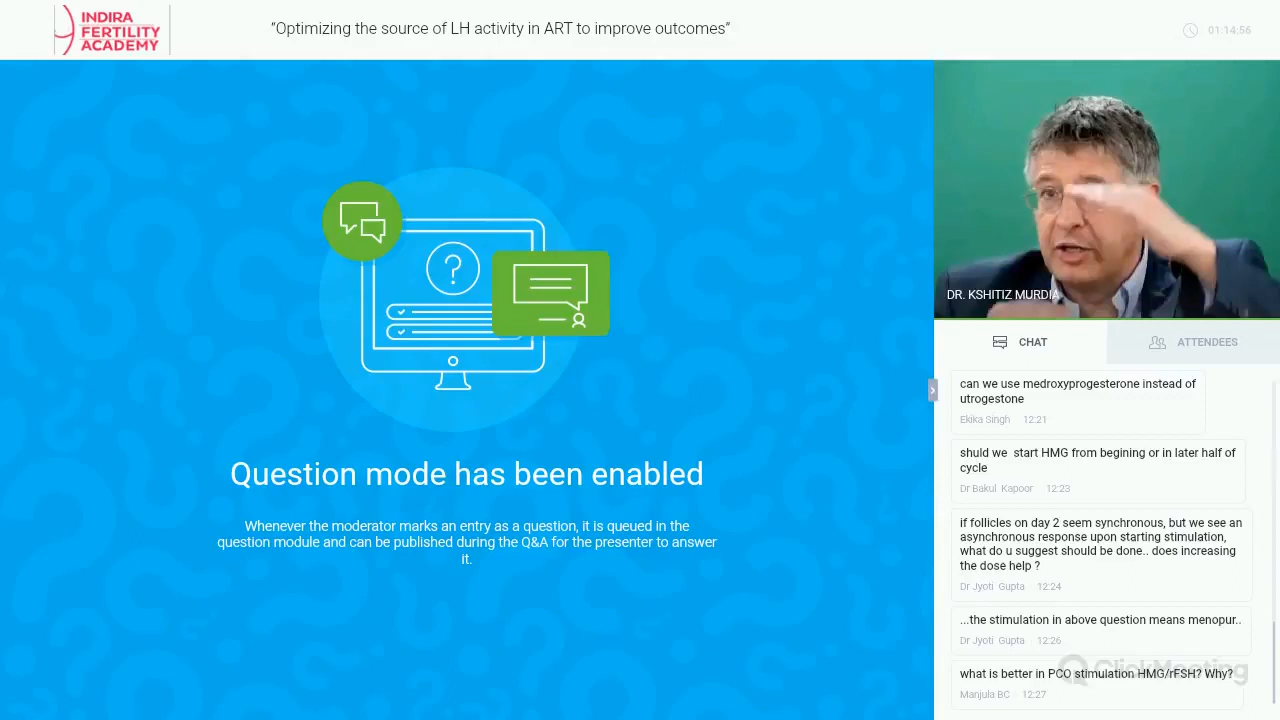 INDIRA
FERTILITY
ACADEMY
“Optimizing the source of LH activity in ART to improve outcomes”
01:14:56
DR. KSHITIZ MURDIA
CHAT
ATTENDEES
can we use medroxyprogesterone instead of
utrogestone
Ekika Singh 12:21
shuld we start HMG from begining or in later half of
cycle
Dr Bakul Kapoor 12:23
if follicles on day 2 seem synchronous, but we see an
asynchronous response upon starting stimulation,
what do u suggest should be done.. does increasing
the dose help ?
Dr Jyoti Gupta 12:24
...the stimulation in above question means menopur..
Dr Jyoti Gupta 12:26
what is better in PCO stimulation HMG/rFSH? Why?
Manjula BC 12:27
ClickMeeting
?
Question mode has been enabled
Whenever the moderator marks an entry as a question, it is queued in the
question module and can be published during the Q&A for the presenter to answer
it.